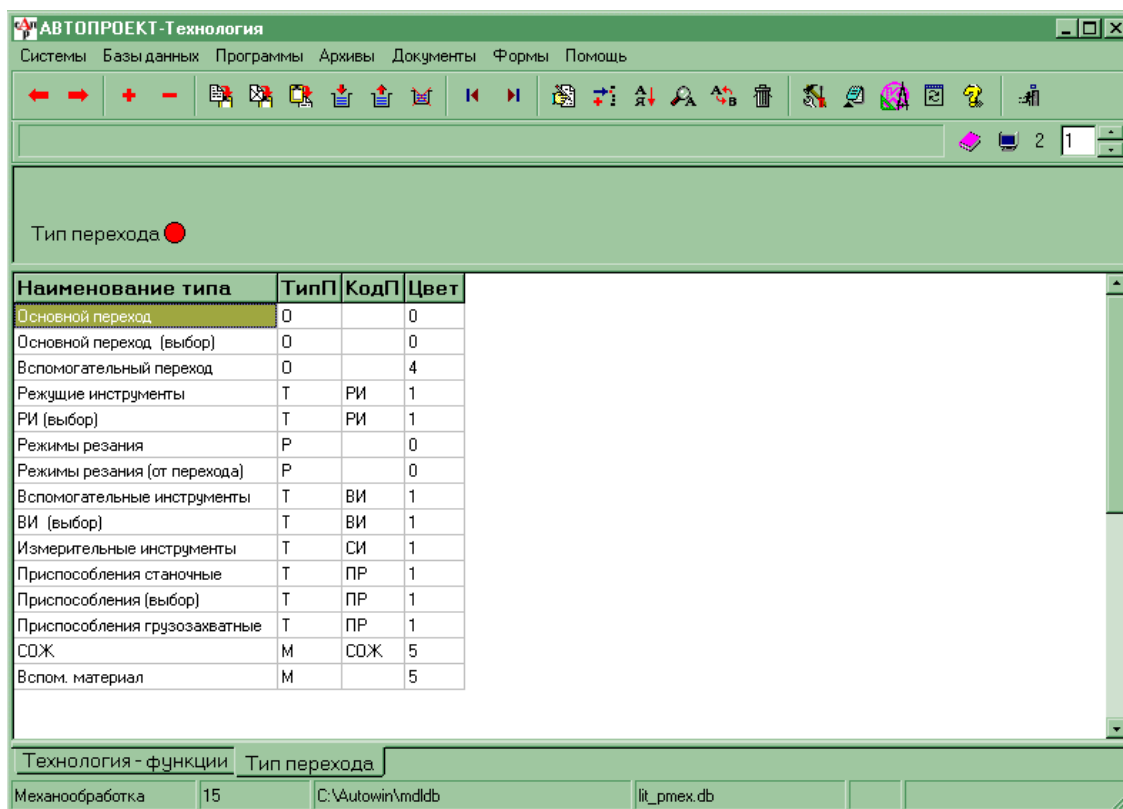 АВТОПРОЕКТ-Технология
Системы Базы данных Программы Архивы Документы Формы Помощь
2 1
Тип перехода
Наименование типа ТипП КодП Цвет
Основной переход О 0
Основной переход (выбор) О 0
Вспомогательный переход О 4
Режущие инструменты Т РИ 1
РИ (выбор) Т РИ 1
Режимы резания Р 0
Режимы резания (от перехода) Р 0
Вспомогательные инструменты Т ВИ 1
ВИ (выбор) Т ВИ 1
Измерительные инструменты Т СИ 1
Приспособления станочные Т ПР 1
Приспособления (выбор) Т ПР 1
Приспособления грузозахватные Т ПР 1
СОЖ М СОЖ 5
Вспом. материал М 5
Технология - функции Тип перехода
Механообработка 15 C:\Autowin\mdldb lit_pmex.db